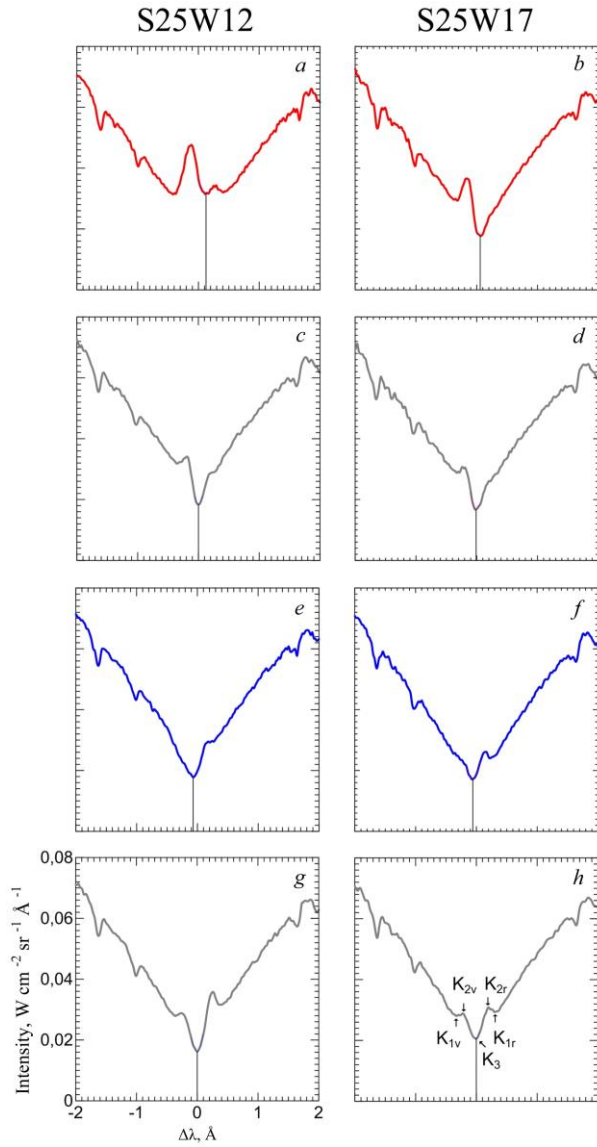 S25W12 S25W17
a b
c d
e f
g h
0,08
0,06
0,04
0,02
0
Intensity, W cm⁻² sr⁻¹ Å⁻¹
K₂ᵥ K₂ᵣ
K₁ᵥ K₁ᵣ
K₃
-2 -1 0 1 2
Δλ, Å